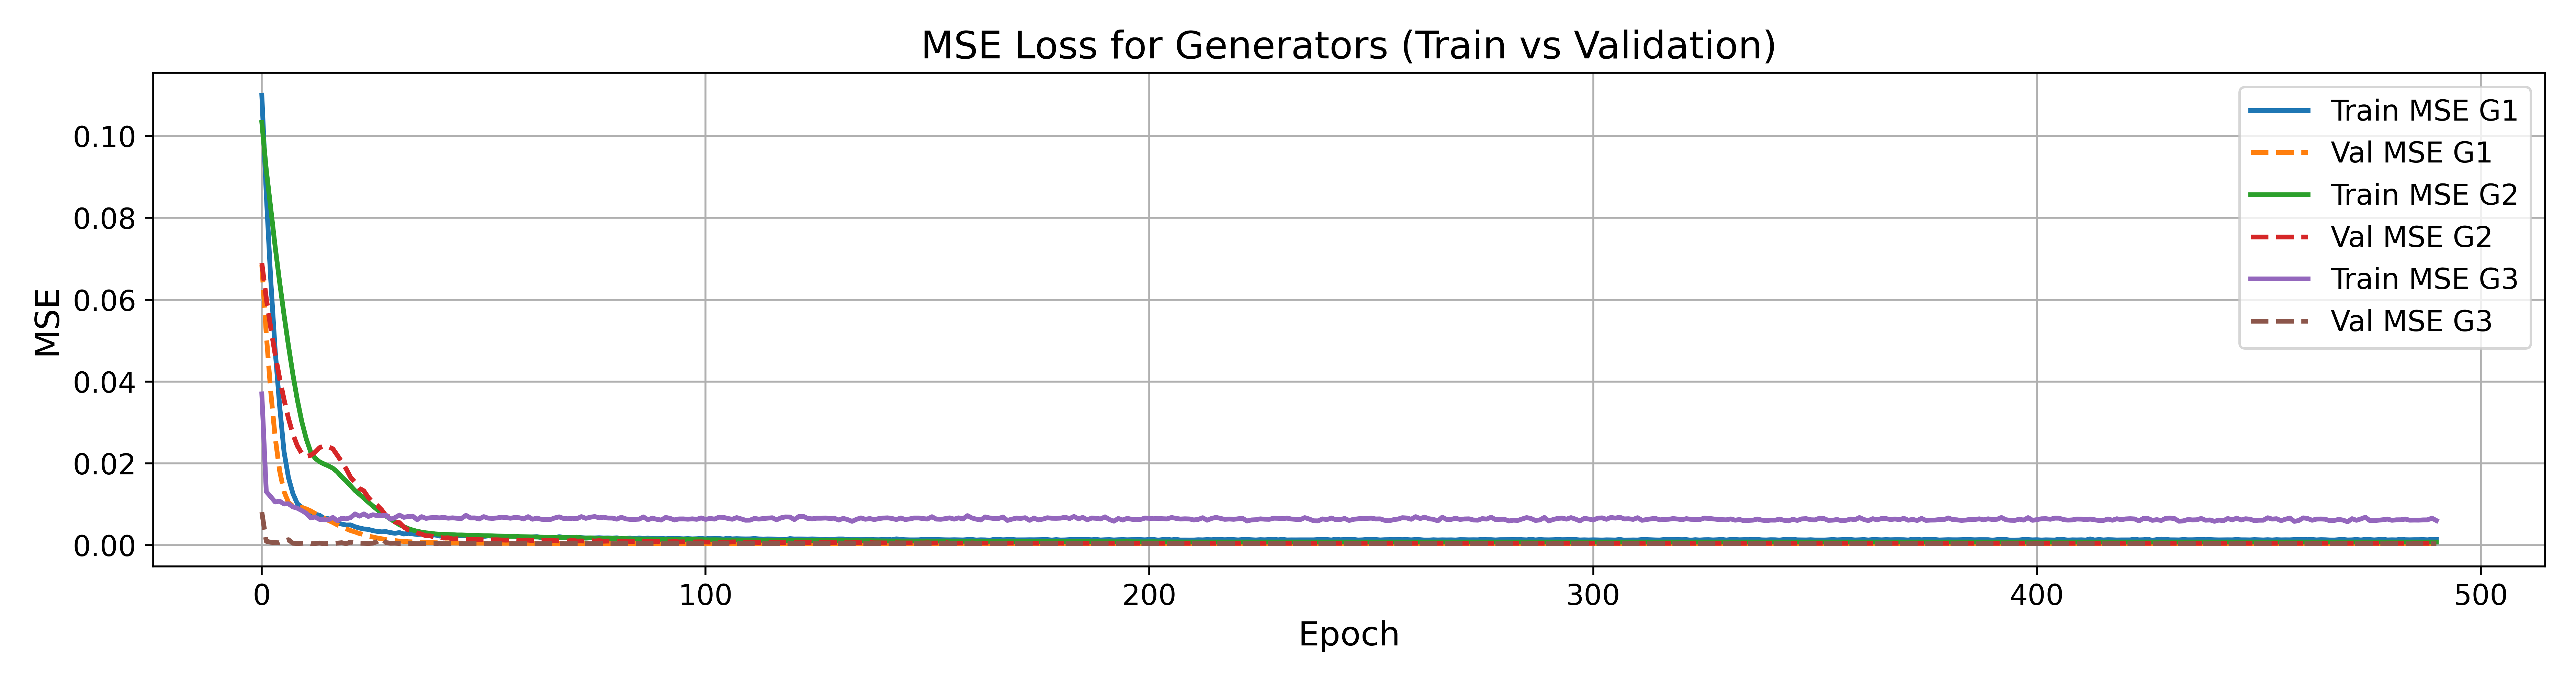 MSE Loss for Generators (Train vs Validation)
MSE
0.10
0.08
0.06
0.04
0.02
0.00
0 100 200 300 400 500
Epoch
Train MSE G1
Val MSE G1
Train MSE G2
Val MSE G2
Train MSE G3
Val MSE G3